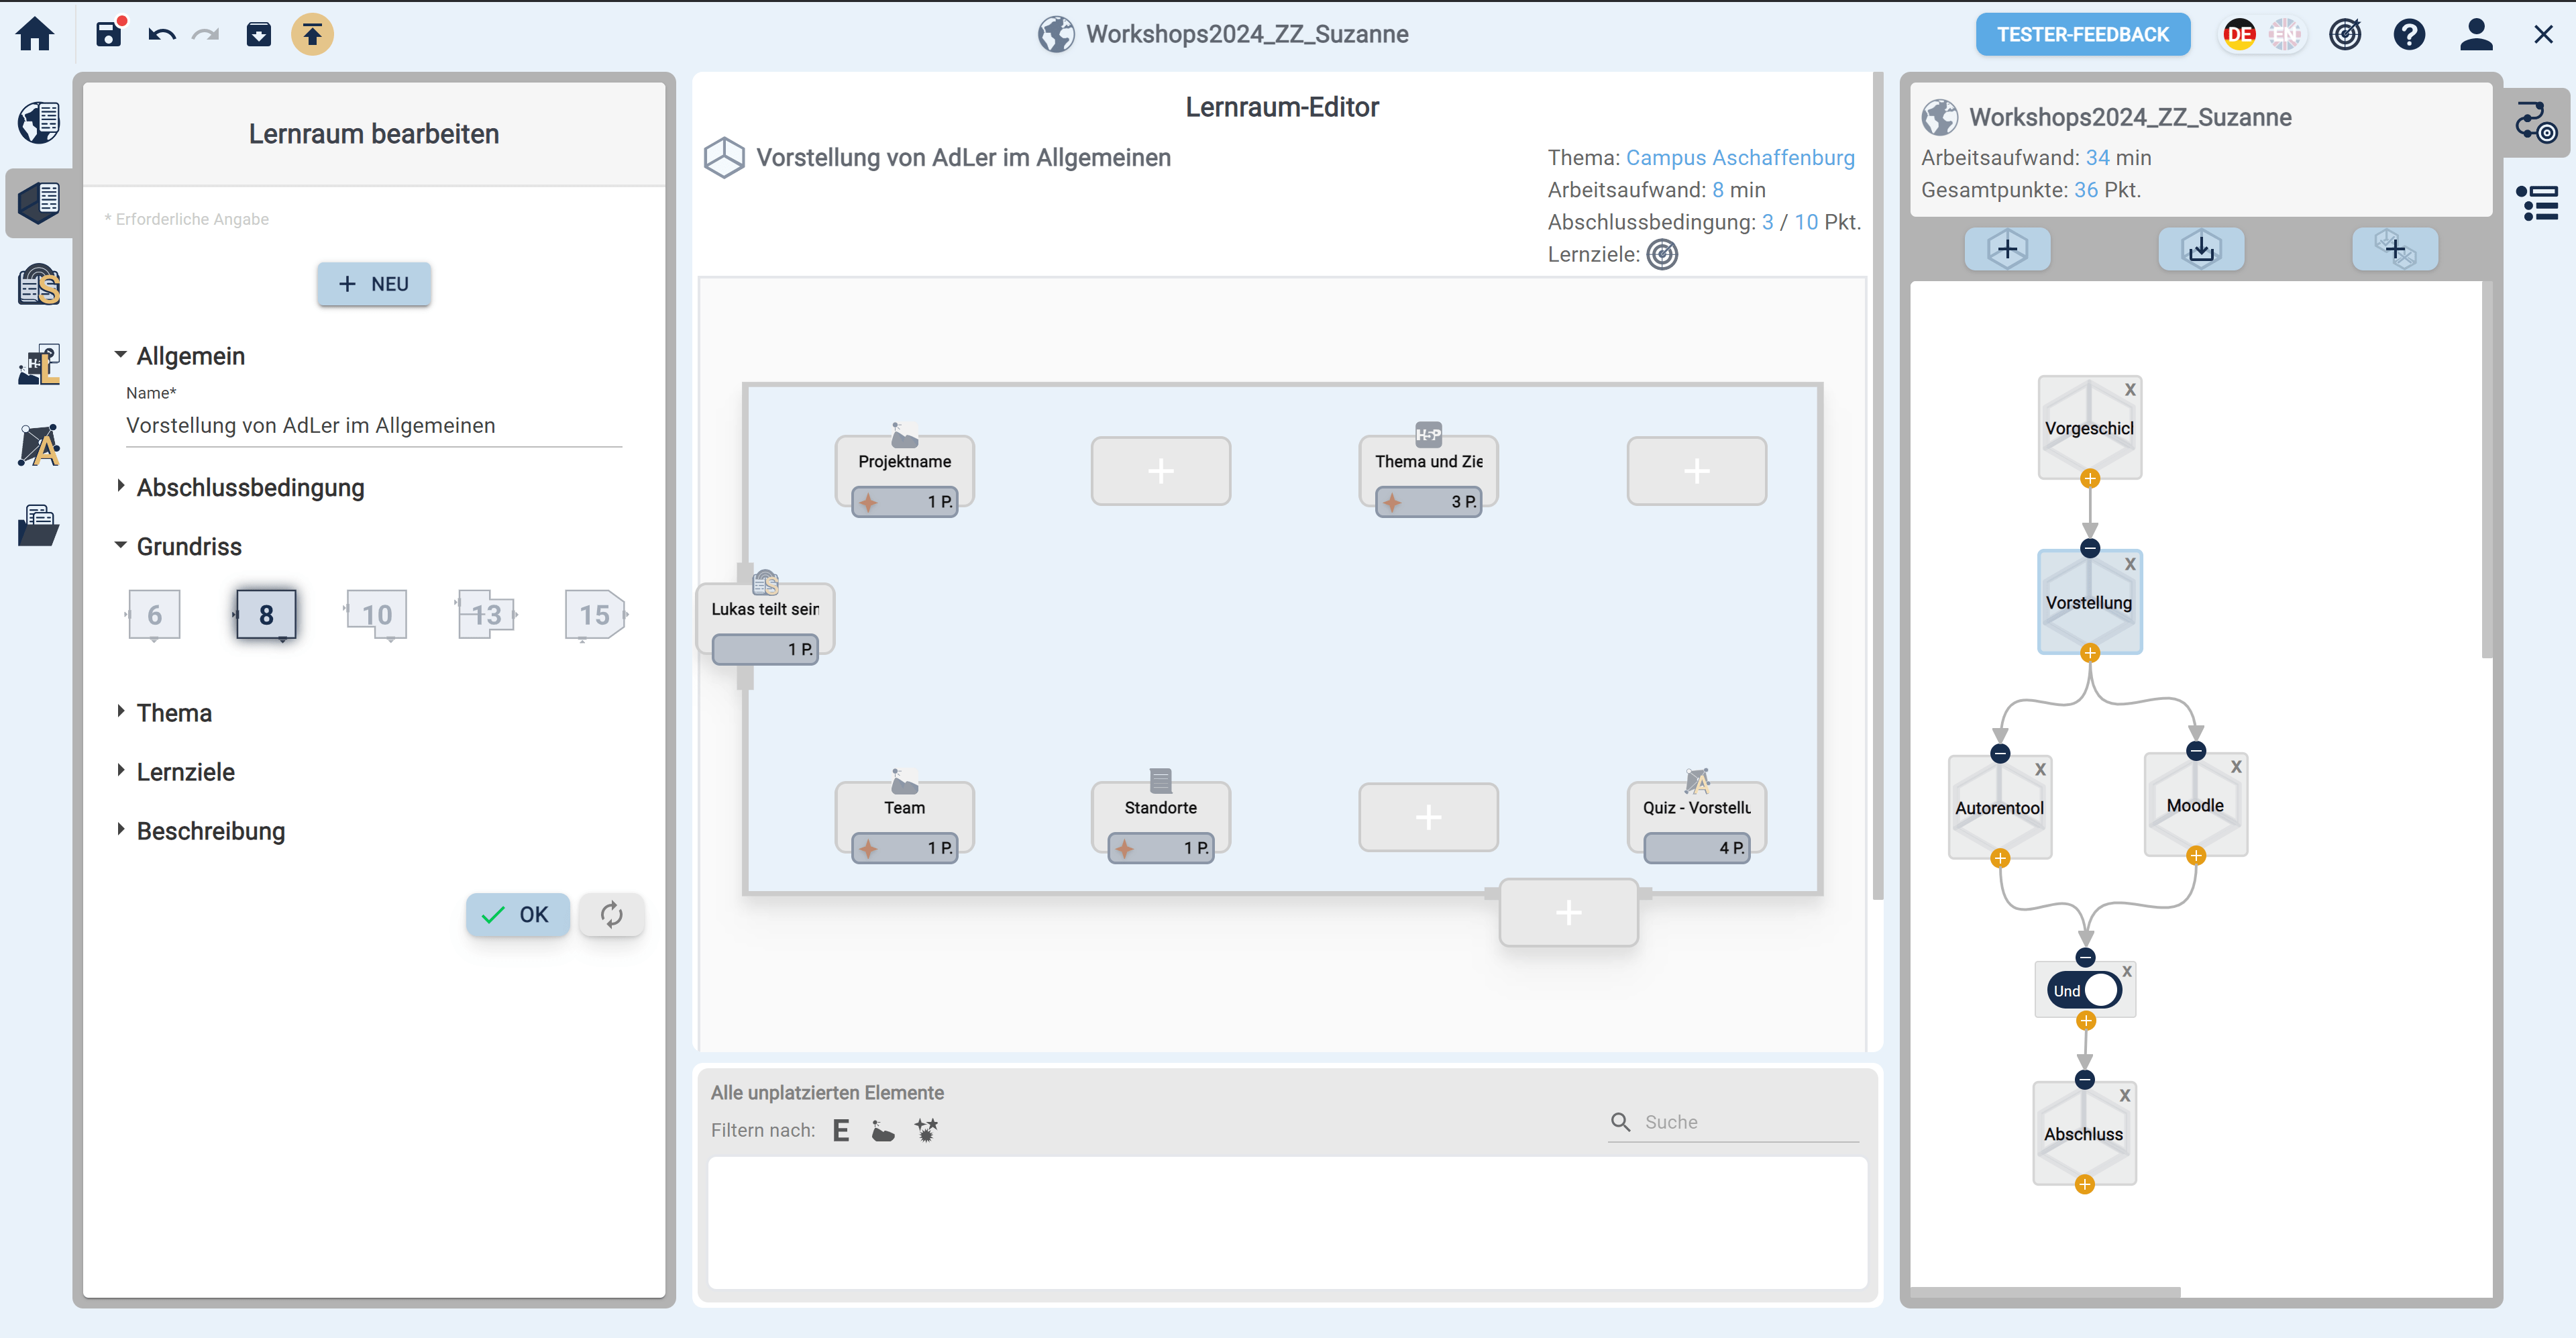 Workshops2024_ZZ_Suzanne
TESTER-FEEDBACK
DE
EN
Lernraum bearbeiten
* Erforderliche Angabe
+ NEU
Allgemein
Name*
Vorstellung von AdLer im Allgemeinen
Abschlussbedingung
Grundriss
6
8
10
13
15
Thema
Lernziele
Beschreibung
OK
Lernraum-Editor
Vorstellung von AdLer im Allgemeinen
Thema: Campus Aschaffenburg
Arbeitsaufwand: 8 min
Abschlussbedingung: 3 / 10 Pkt.
Lernziele:
Projektname
1 P.
H5P
Thema und Zie
3 P.
S
Lukas teilt sein
1 P.
Team
1 P.
Standorte
1 P.
A
Quiz - Vorstellu
4 P.
Alle unplatzierten Elemente
Filtern nach: E
Suche
Workshops2024_ZZ_Suzanne
Arbeitsaufwand: 34 min
Gesamtpunkte: 36 Pkt.
X
Vorgeschicl
X
Vorstellung
X
Autorentool
X
Moodle
X
Und
X
Abschluss
S
L
A